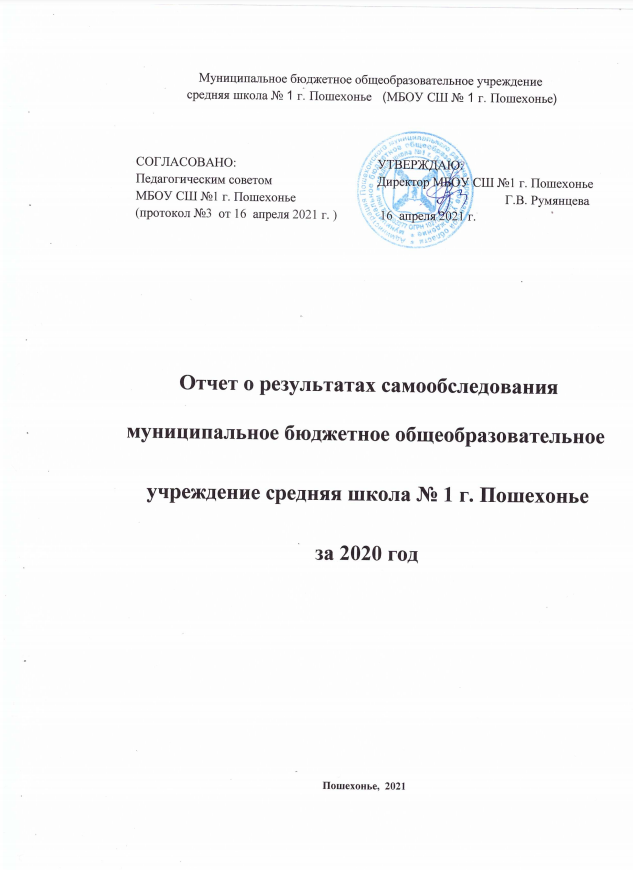 Муниципальное бюджетное общеобразовательное учреждение
средняя школа № 1 г. Пошехонье (МБОУ СШ № 1 г. Пошехонье)
СОГЛАСОВАНО:
Педагогическим советом
МБОУ СШ №1 г. Пошехонье
(протокол №3 от 16 апреля 2021 г. )
УТВЕРЖДАЮ:
Директор МБОУ СШ №1 г. Пошехонье
Г.В. Румянцева
16 апреля 2021 г.
Отчет о результатах самообследования
муниципальное бюджетное общеобразовательное
учреждение средняя школа № 1 г. Пошехонье
за 2020 год
Пошехонье, 2021